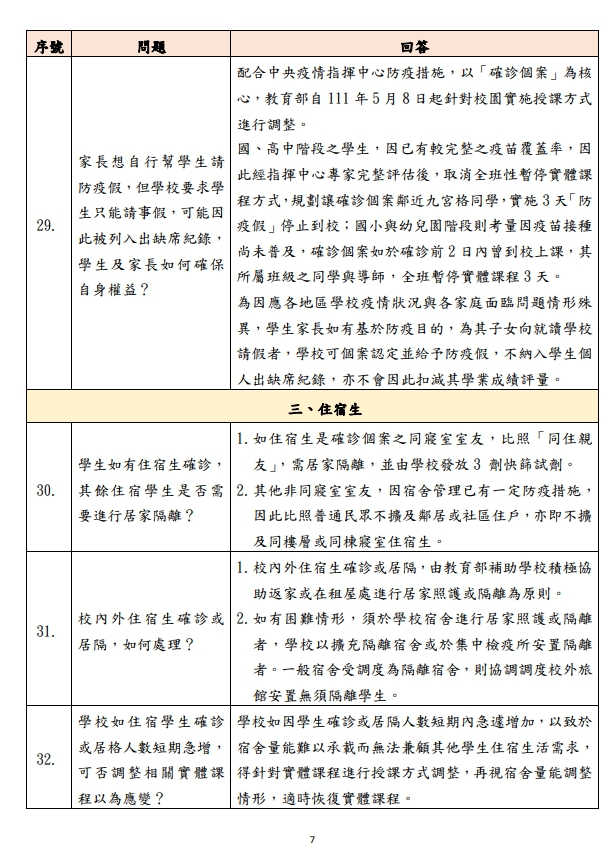 序號 問題 回答
29.
家長想自行幫學生請
防疫假，但學校要求學
生只能請事假，可能因
此被列入出缺席紀錄，
學生及家長如何確保
自身權益？
配合中央疫情指揮中心防疫措施，以「確診個案」為核
心，教育部自 111 年 5 月 8 日起針對校園實施授課方式
進行調整。
國、高中階段之學生，因已有較完整之疫苗覆蓋率，因
此經指揮中心專家完整評估後，取消全班性暫停實體課
程方式，規劃讓確診個案鄰近九宮格同學，實施 3 天「防
疫假」停止到校；國小與幼兒園階段則考量因疫苗接種
尚未普及，確診個案如於確診前 2 日內曾到校上課，其
所屬班級之同學與導師，全班暫停實體課程 3 天。
為因應各地區學校疫情狀況與各家庭面臨問題情形殊
異，學生家長如有基於防疫目的，為其子女向就讀學校
請假者，學校可個案認定並給予防疫假，不納入學生個
人出缺席紀錄，亦不會因此扣減其學業成績評量。
三、住宿生
30.
學生如有住宿生確診，
其餘住宿學生是否需
要進行居家隔離？
1. 如住宿生是確診個案之同寢室室友，比照「同住親
友」，需居家隔離，並由學校發放 3 劑快篩試劑。
2. 其他非同寢室室友，因宿舍管理已有一定防疫措施，
因此比照普通民眾不擴及鄰居或社區住戶，亦即不擴
及同樓層或同棟寢室住宿生。
31.
校內外住宿生確診或
居隔，如何處理？
1. 校內外住宿生確診或居隔，由教育部補助學校積極協
助返家或在租屋處進行居家照護或隔離為原則。
2. 如有困難情形，須於學校宿舍進行居家照護或隔離
者，學校以擴充隔離宿舍或於集中檢疫所安置隔離
者。一般宿舍受調度為隔離宿舍，則協調調度校外旅
館安置無須隔離學生。
32.
學校如住宿學生確診
或居格人數短期急增，
可否調整相關實體課
程以為應變？
學校如因學生確診或居隔人數短期內急遽增加，以致於
宿舍量能難以承載而無法兼顧其他學生住宿生活需求，
得針對實體課程進行授課方式調整，再視宿舍量能調整
情形，適時恢復實體課程。
7